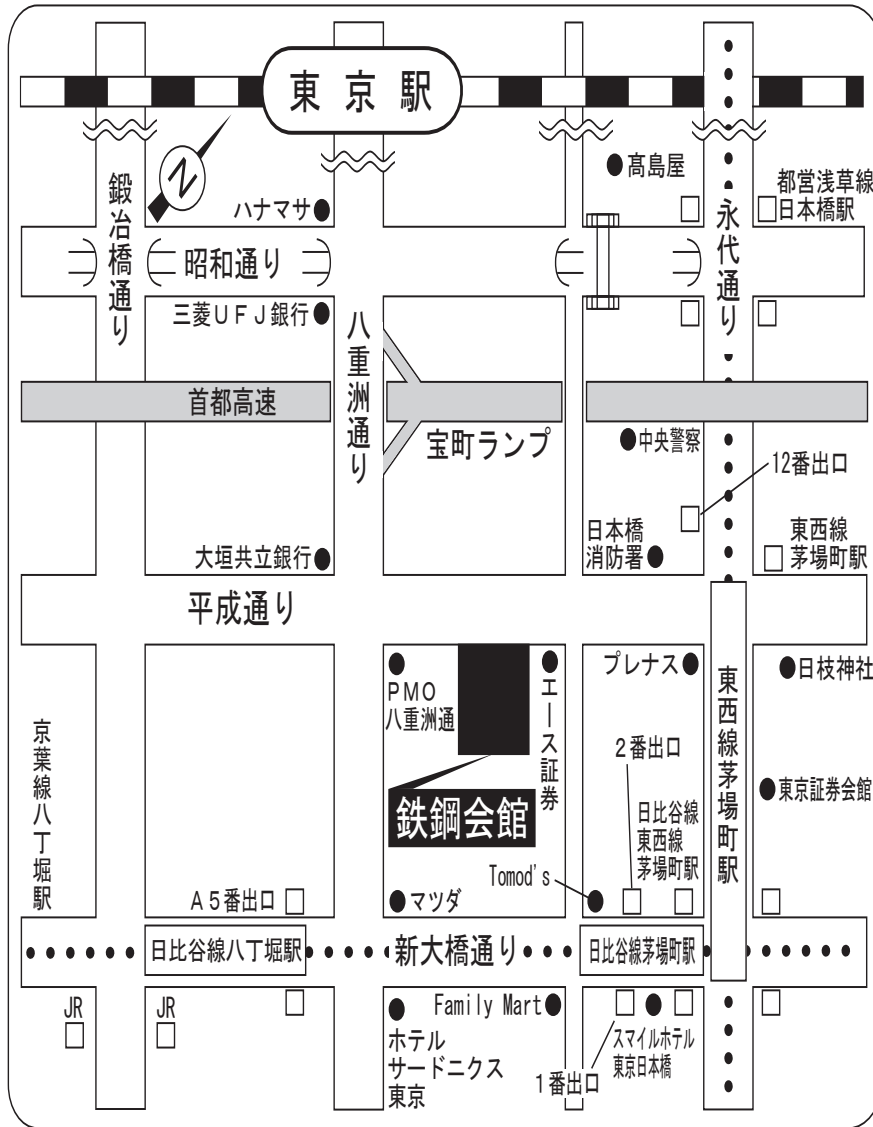 東京駅
N
髙島屋
都営浅草線
日本橋駅
鍛冶橋通り
ハナマサ
永代通り
昭和通り
三菱UFJ銀行
八重洲通り
首都高速
宝町ランプ
中央警察
12番出口
日本橋
消防署
東西線
茅場町駅
大垣共立銀行
平成通り
PMO
八重洲通
エース証券
プレナス
日枝神社
東西線茅場町駅
京葉線八丁堀駅
2番出口
東京証券会館
鉄鋼会館
日比谷線
東西線
茅場町駅
Tomod's
A5番出口
マツダ
日比谷線八丁堀駅
新大橋通り
日比谷線茅場町駅
JR
JR
Family Mart
ホテル
サードニクス
東京
スマイルホテル
東京日本橋
1番出口